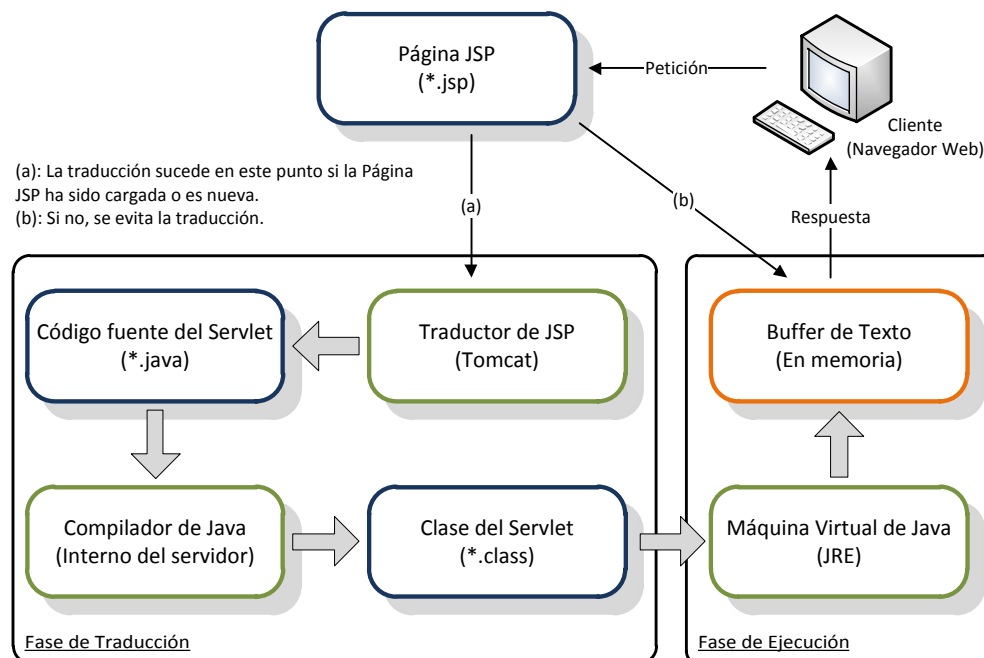 Página JSP
(*.jsp)
Petición
Cliente
(Navegador Web)
(a): La traducción sucede en este punto si la Página
JSP ha sido cargada o es nueva.
(b): Si no, se evita la traducción.
(a)
(b)
Respuesta
Código fuente del Servlet
(*.java)
Traductor de JSP
(Tomcat)
Buffer de Texto
(En memoria)
Compilador de Java
(Interno del servidor)
Clase del Servlet
(*.class)
Máquina Virtual de Java
(JRE)
Fase de Traducción
Fase de Ejecución